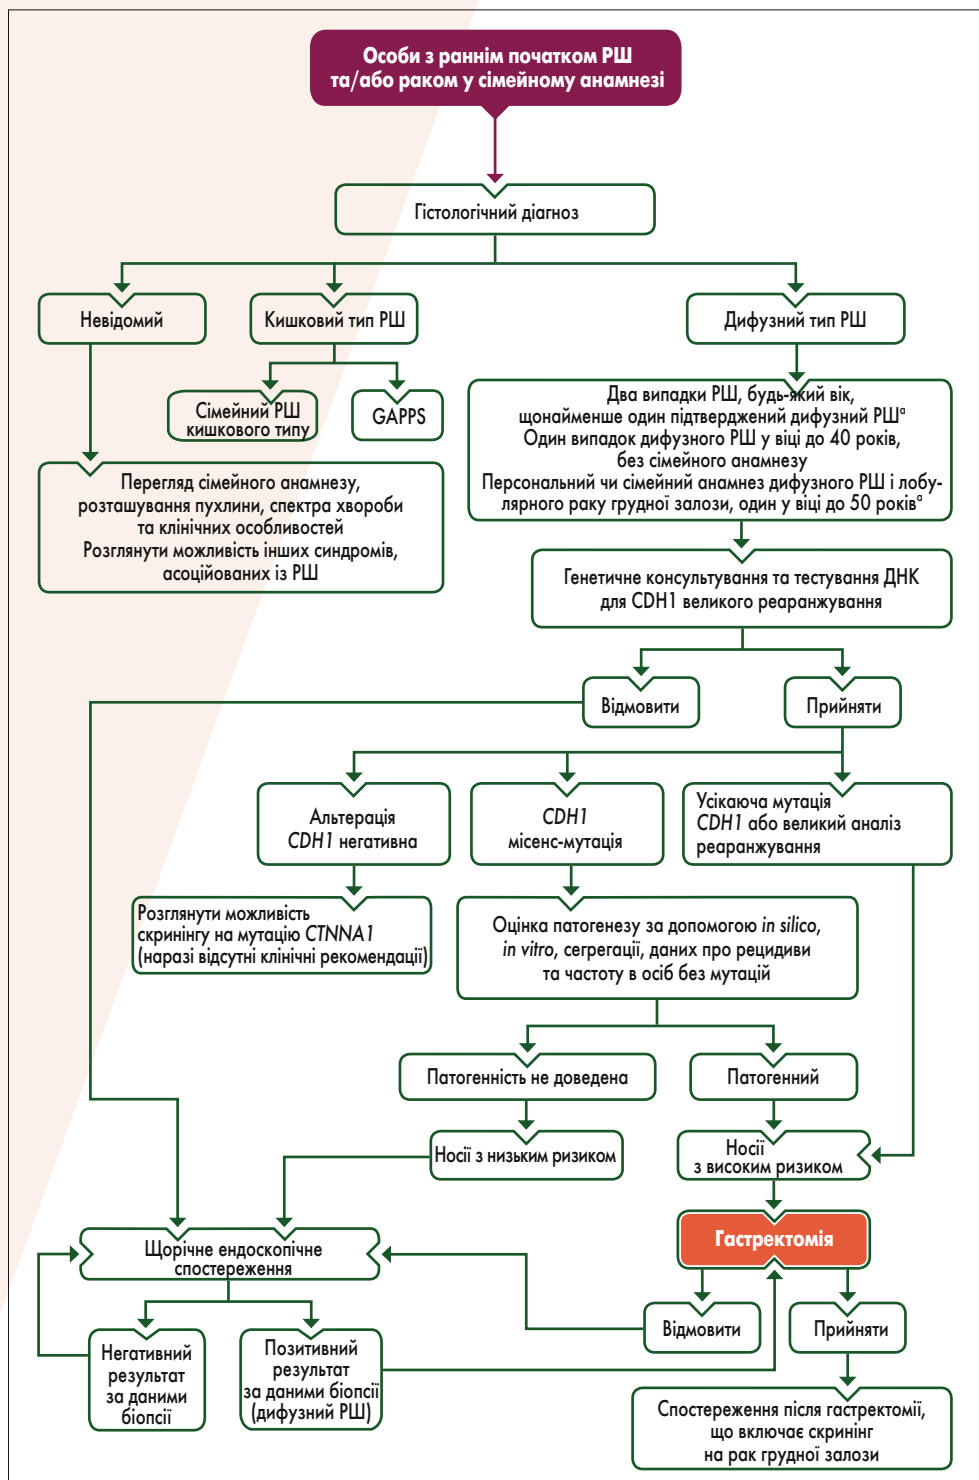 Особи з раннім початком РШ
та/або раком у сімейному анамнезі
Гістологічний діагноз
Невідомий
Кишковий тип РШ
Дифузний тип РШ
Сімейний РШ
кишкового типу
GAPPS
Два випадки РШ, будь-який вік,
щонайменше один підтверджений дифузний РШª
Один випадок дифузного РШ у віці до 40 років,
без сімейного анамнезу
Персональний чи сімейний анамнез дифузного РШ і лобу-
лярного раку грудної залози, один у віці до 50 років ª
Перегляд сімейного анамнезу,
розташування пухлини, спектра хвороби
та клінічних особливостей
Розглянути можливість інших синдромів,
асоційованих із РШ
Генетичне консультування та тестування ДНК
для CDH1 великого реаранжування
Відмовити
Прийняти
Альтерація
CDH1 негативна
CDH1
місенс-мутація
Усікаюча мутація
CDH1 або великий аналіз
реаранжування
Розглянути можливість
скринінгу на мутацію CTNNA1
(наразі відсутні клінічні рекомендації)
Оцінка патогенезу за допомогою in silico,
in vitro, сегрегації, даних про рецидиви
та частоту в осіб без мутацій
Патогенність не доведена
Патогенний
Носії з низьким ризиком
Носії
з високим ризиком
Гастректомія
Щорічне ендоскопічне
спостереження
Відмовити
Прийняти
Негативний
результат
за даними
біопсії
Позитивний
результат
за даними біопсії
(дифузний РШ)
Спостереження після гастректомії,
що включає скринінг
на рак грудної залози